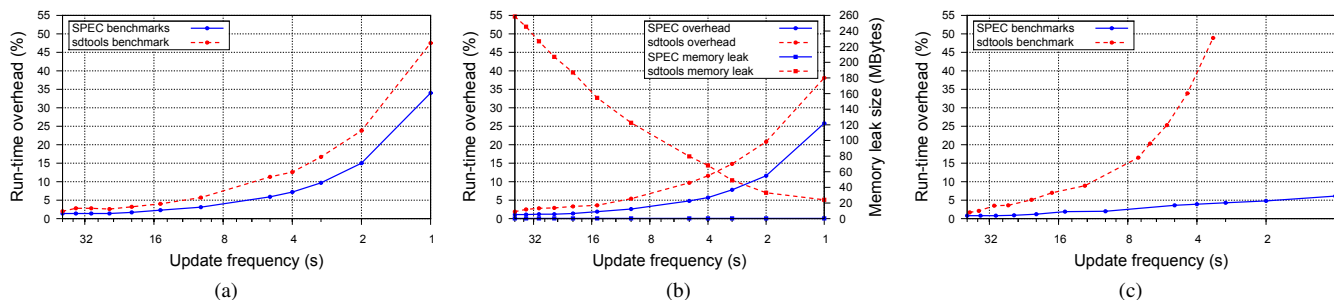 SPEC benchmarks
sdtools benchmark
Run-time overhead (%)
55
50
45
40
35
30
25
20
15
10
5
0
32 16 8 4 2 1
Update frequency (s)
(a)
SPEC overhead
sdtools overhead
SPEC memory leak
sdtools memory leak
Run-time overhead (%)
55
50
45
40
35
30
25
20
15
10
5
0
Memory leak size (MBytes)
260
240
220
200
180
160
140
120
100
80
60
40
20
0
32 16 8 4 2 1
Update frequency (s)
(b)
SPEC benchmarks
sdtools benchmark
Run-time overhead (%)
55
50
45
40
35
30
25
20
15
10
5
0
32 16 8 4 2
Update frequency (s)
(c)